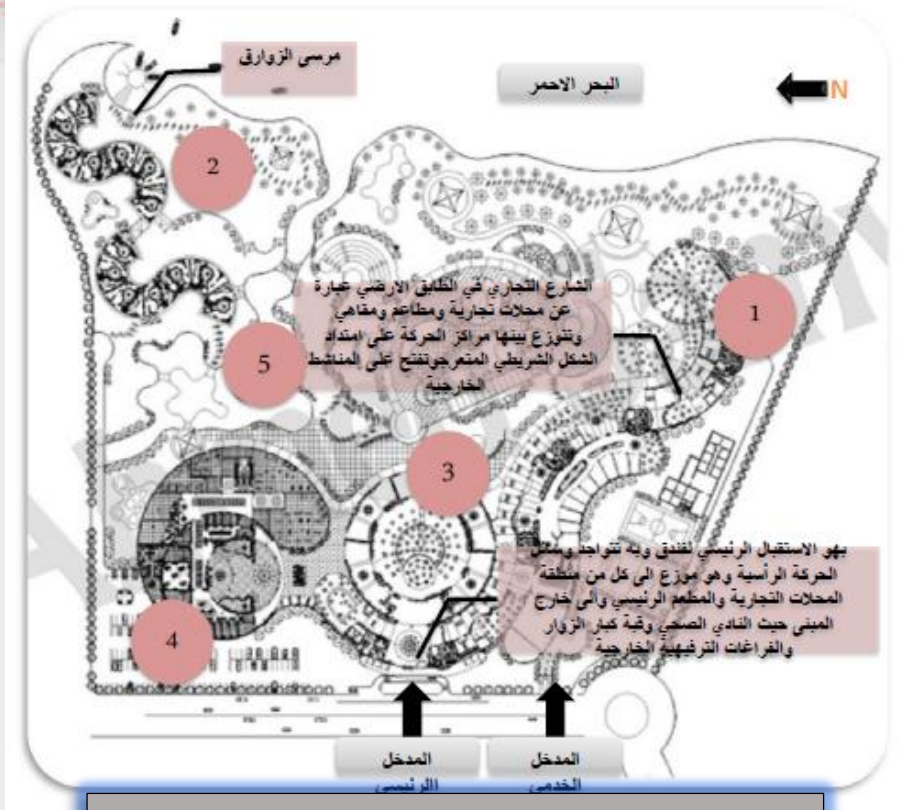 مرسى الزوارق
البحر الاحمر
N
2
1
الشارع التجاري في الطابق الارضي عبارة
عن محلات تجارية ومطاعم ومقاهي
وتتوزع بينها مراكز الحركة على امتداد
الشكل الشريطي المتعرج وتفتح على المناشط
الخارجية
5
3
بهو الاستقبال الرئيسي لفندق وبه تتواجد وسائل
الحركة الرأسية وهو موزع الى كل من منطقة
المحلات التجارية والمطعم الرئيسي والى خارج
المبنى حيث النادي الصحي وقبة كبار الزوار
والفراغات الترفيهيه الخارجية
4
المدخل
الرئيسي
المدخل
الخدمي